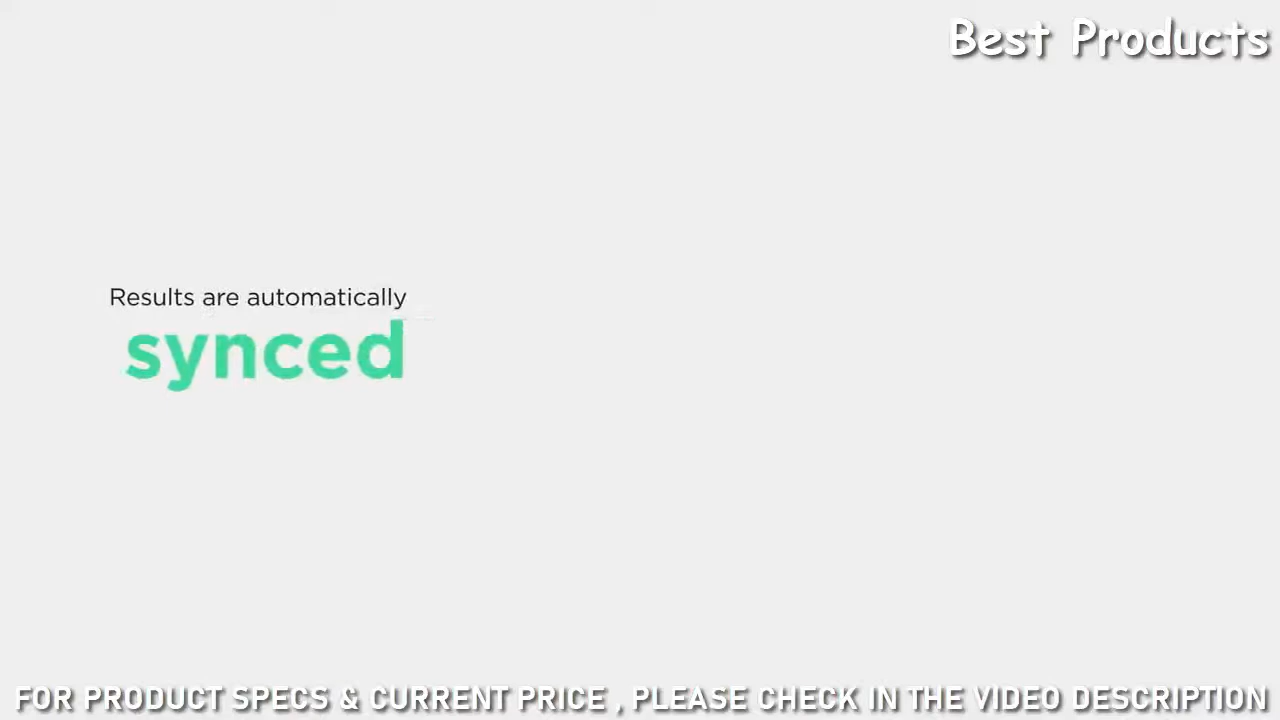 Best Products
Results are automatically
synced
FOR PRODUCT SPECS & CURRENT PRICE , PLEASE CHECK IN THE VIDEO DESCRIPTION